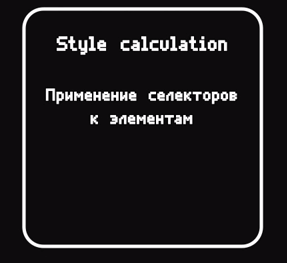 Style calculation
Применение селекторов
к элементам